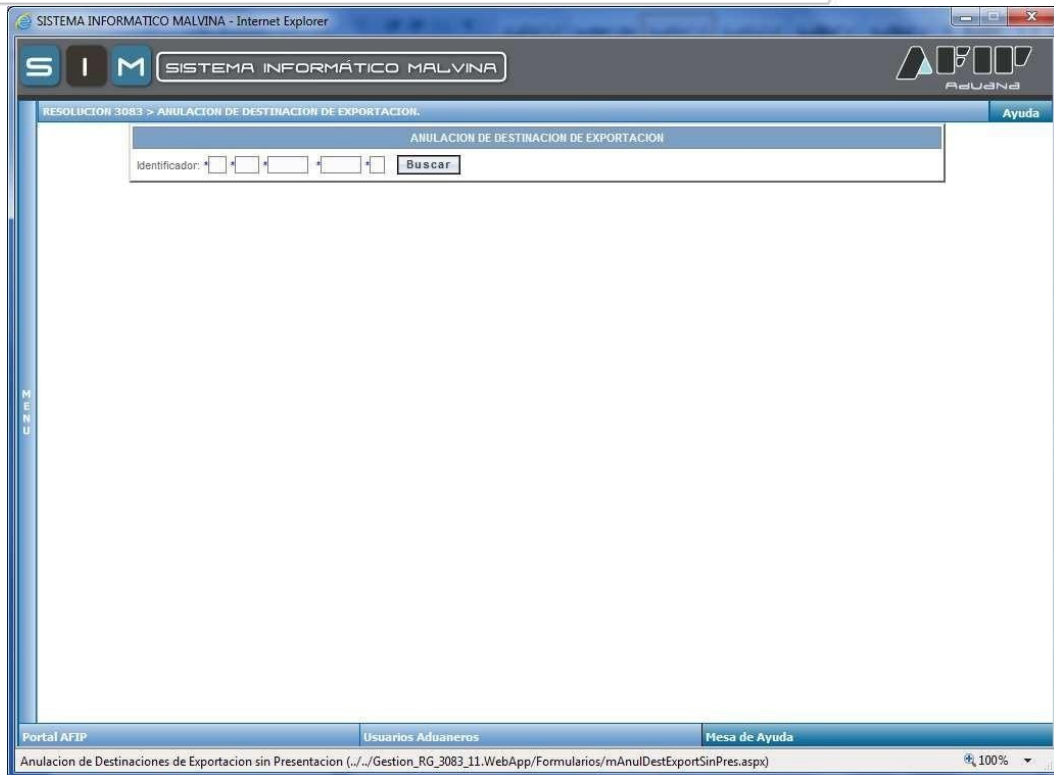 SISTEMA INFORMATICO MALVINA - Internet Explorer
S I M SISTEMA INFORMÁTICO MALVINA
AFIP
ADUANA
RESOLUCION 3083 > ANULACION DE DESTINACION DE EXPORTACION.
Ayuda
ANULACION DE DESTINACION DE EXPORTACION
Identificador: * * * * * Buscar
MENU
Portal AFIP Usuarios Aduaneros Mesa de Ayuda
Anulacion de Destinaciones de Exportacion sin Presentacion (../../Gestion_RG_3083_11.WebApp/Formularios/mAnulDestExportSinPres.aspx) 100%